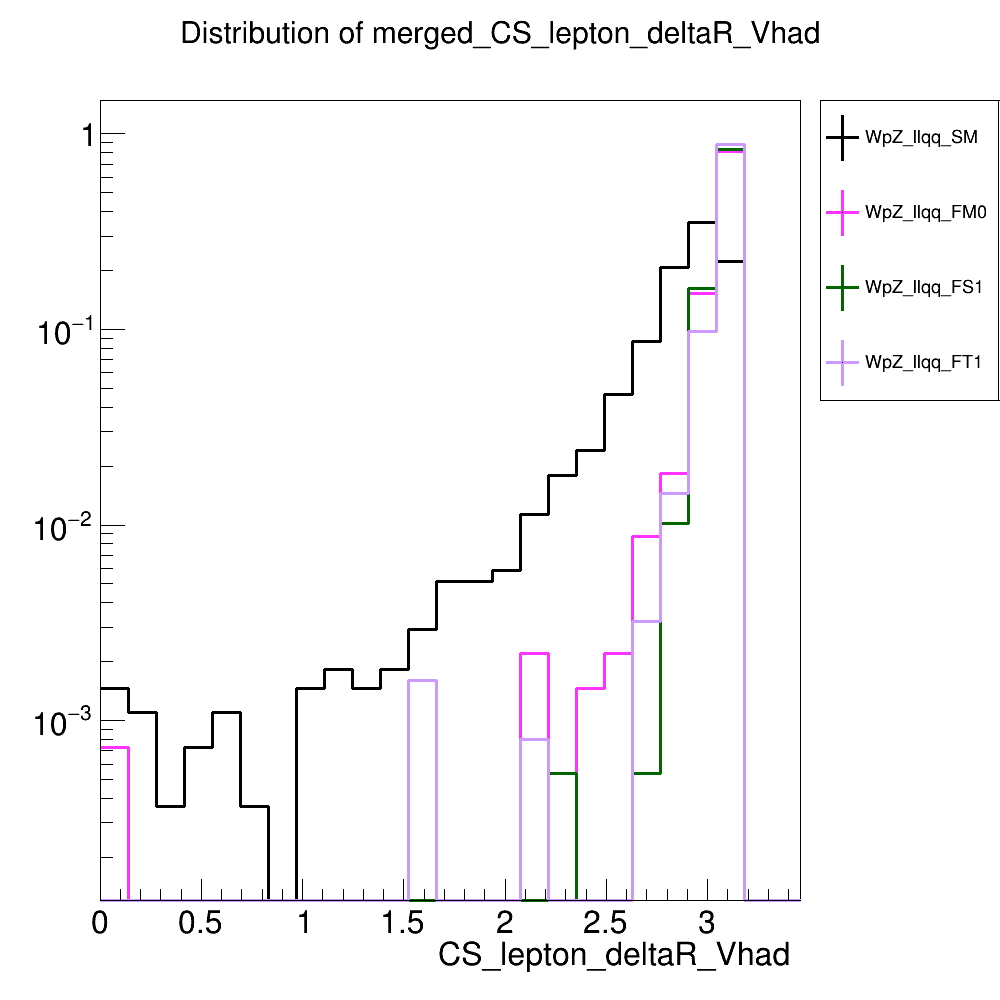 Distribution of merged_CS_lepton_deltaR_Vhad
1
10⁻¹
10⁻²
10⁻³
0 0.5 1 1.5 2 2.5 3
CS_lepton_deltaR_Vhad
WpZ_llqq_SM
WpZ_llqq_FM0
WpZ_llqq_FS1
WpZ_llqq_FT1